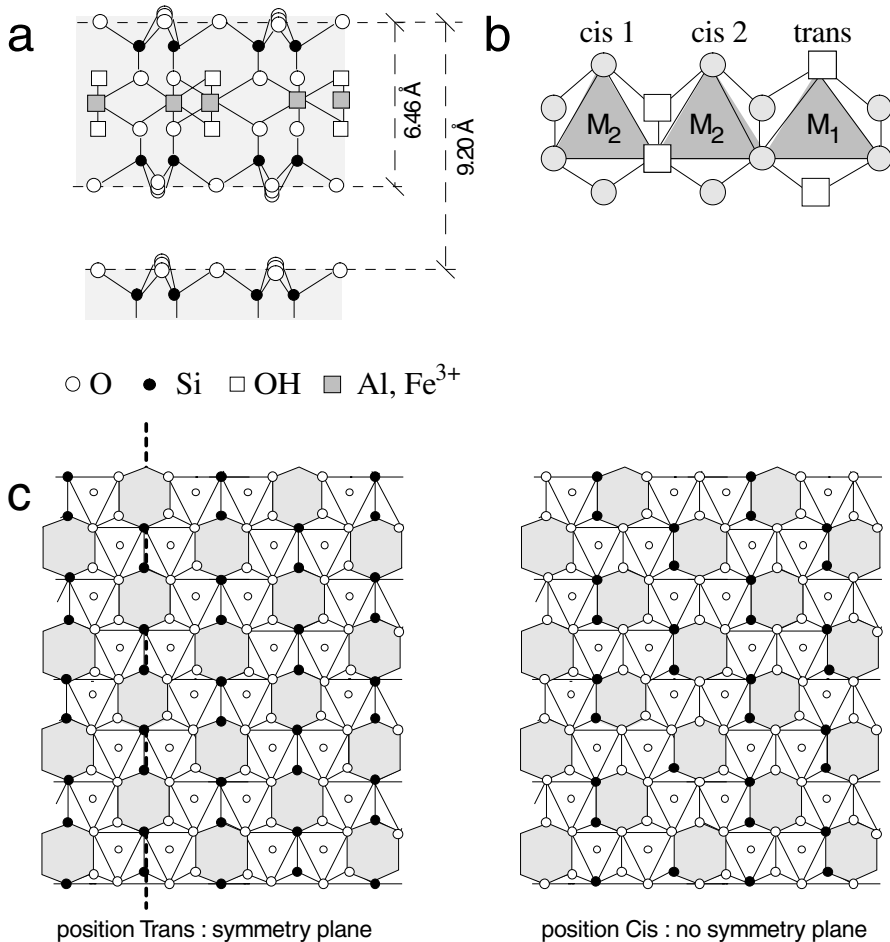 a
6.46 Å
9.20 Å
b
cis 1
cis 2
trans
M₂
M₂
M₁
O
Si
OH
Al, Fe³⁺
c
position Trans : symmetry plane
position Cis : no symmetry plane